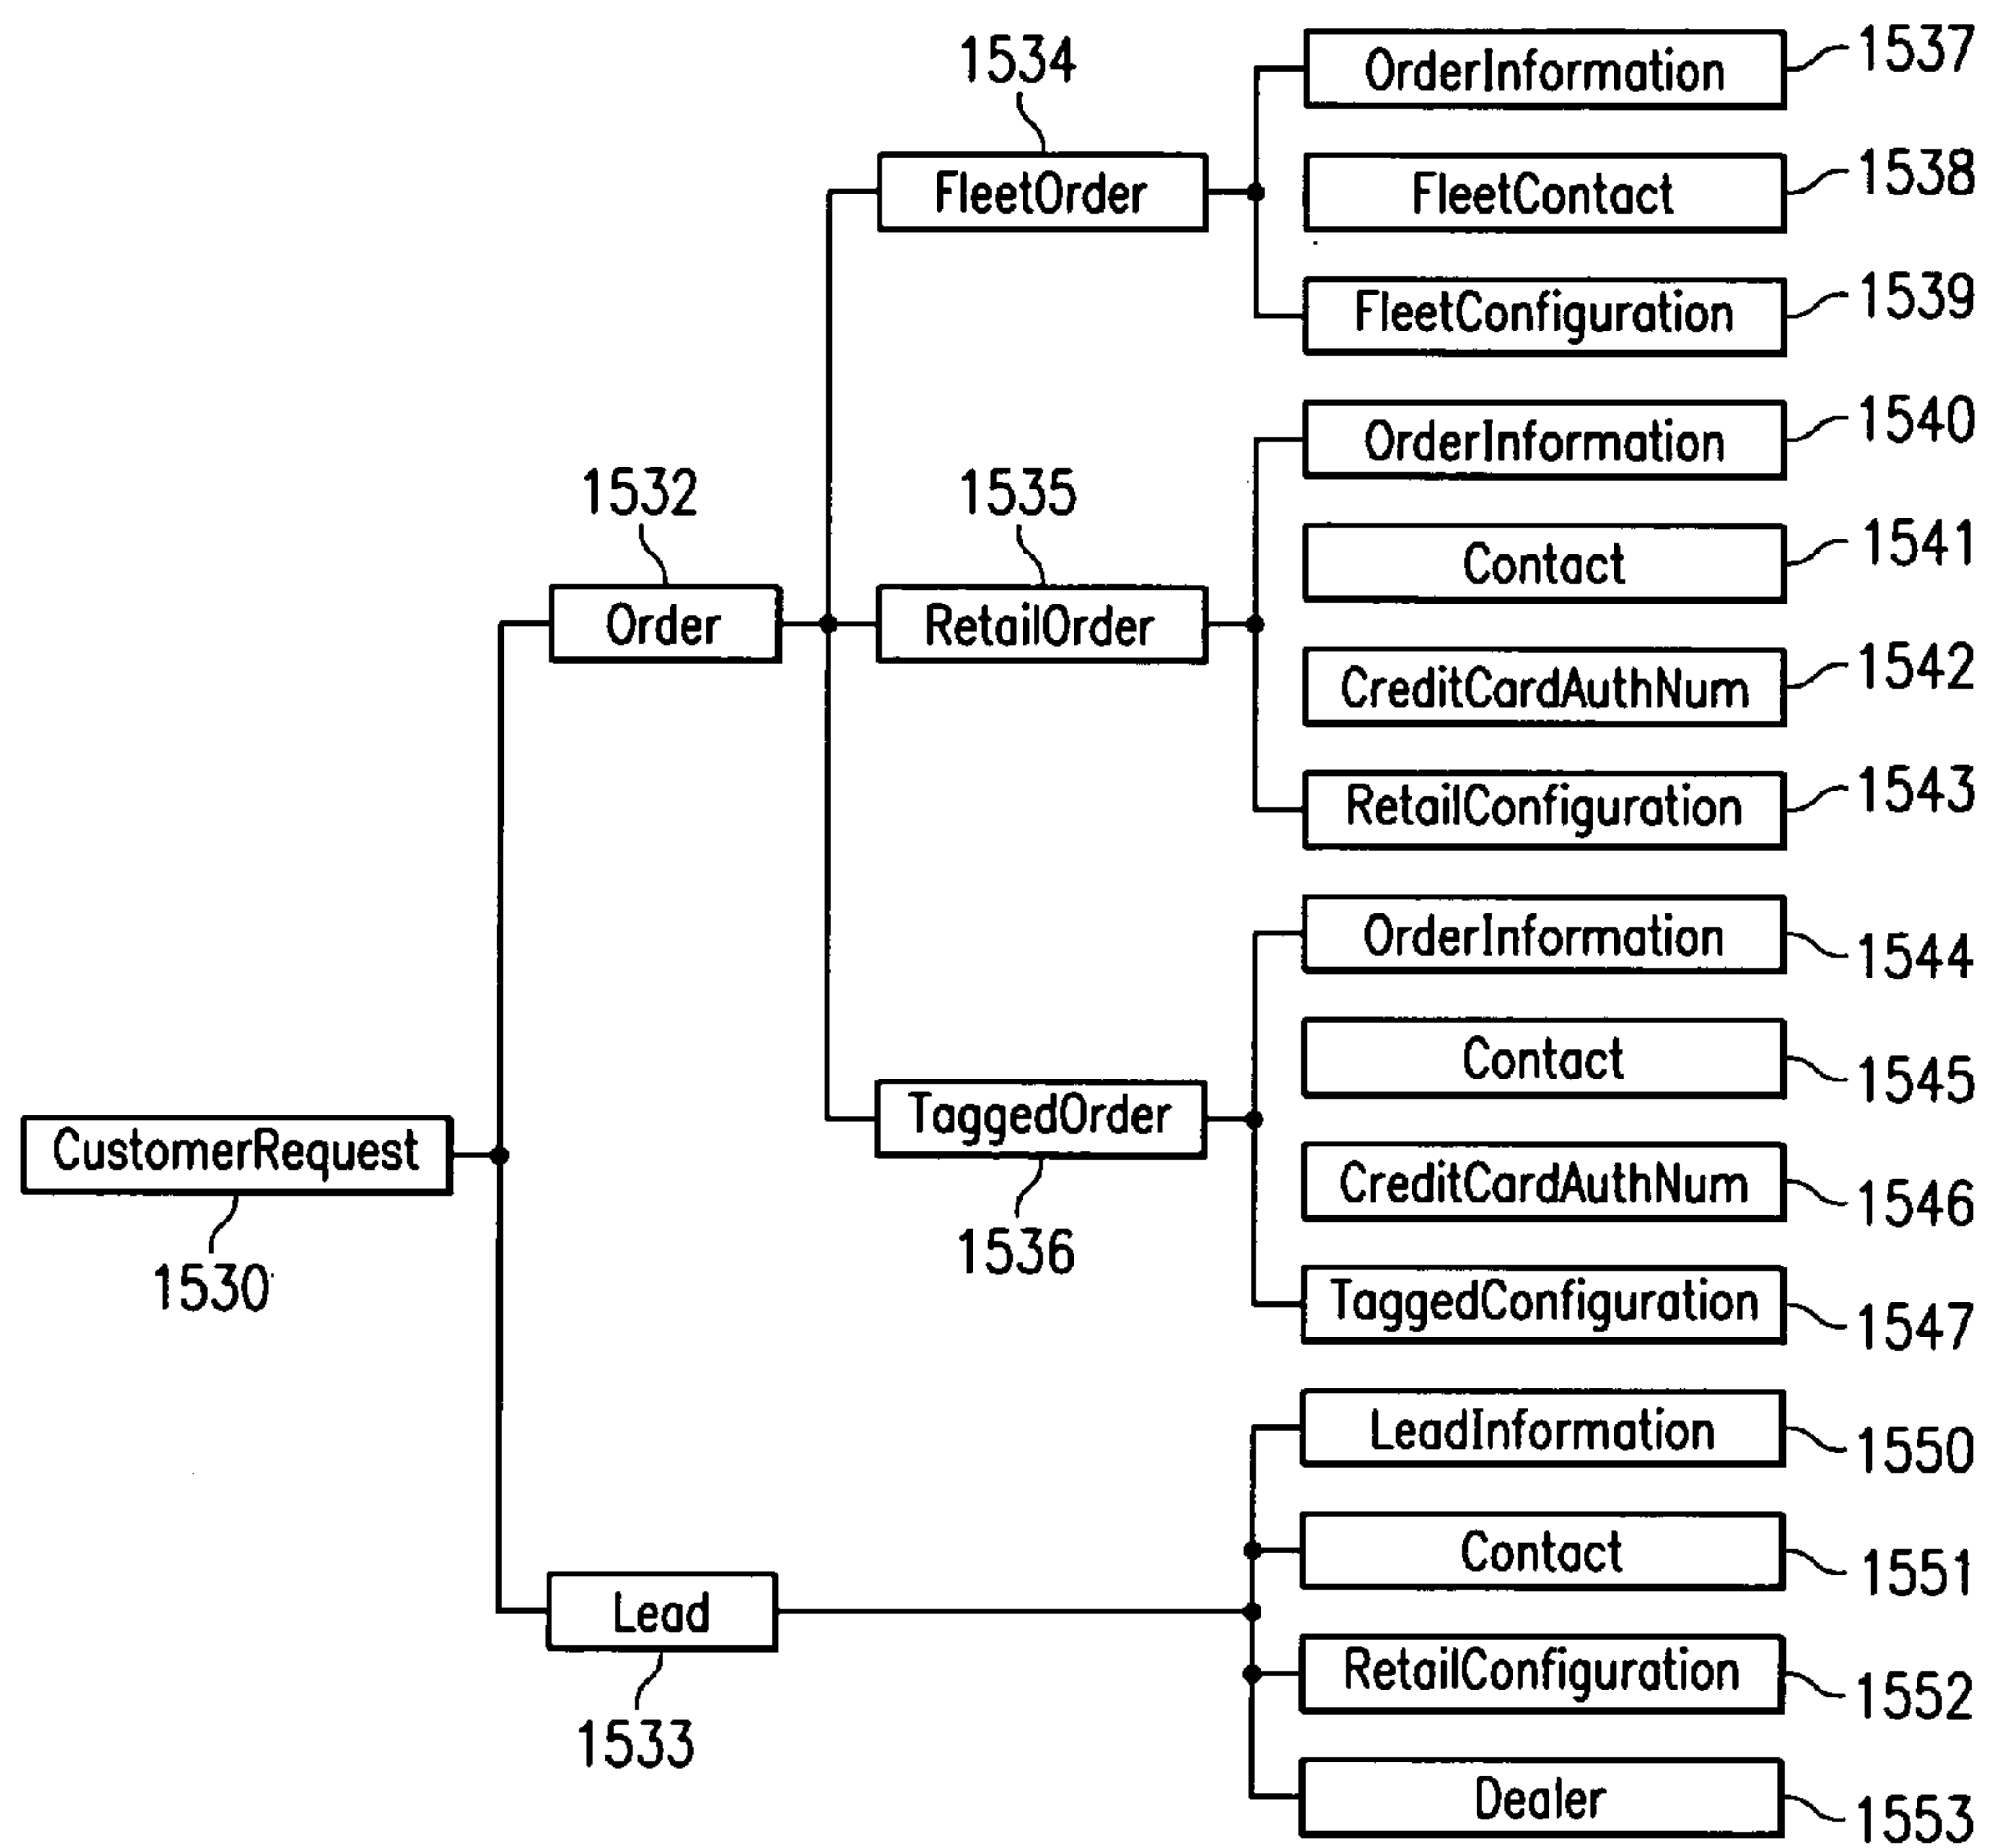 1537
OrderInformation
1534
1538
FleetOrder
FleetContact
1539
FleetConfiguration
1540
OrderInformation
1532
1535
1541
Contact
Order
RetailOrder
1542
CreditCardAuthNum
1543
RetailConfiguration
OrderInformation
1544
Contact
1545
TaggedOrder
CustomerRequest
CreditCardAuthNum
1546
1536
1530
TaggedConfiguration
1547
LeadInformation
1550
Contact
1551
Lead
RetailConfiguration
1552
1533
Dealer
1553